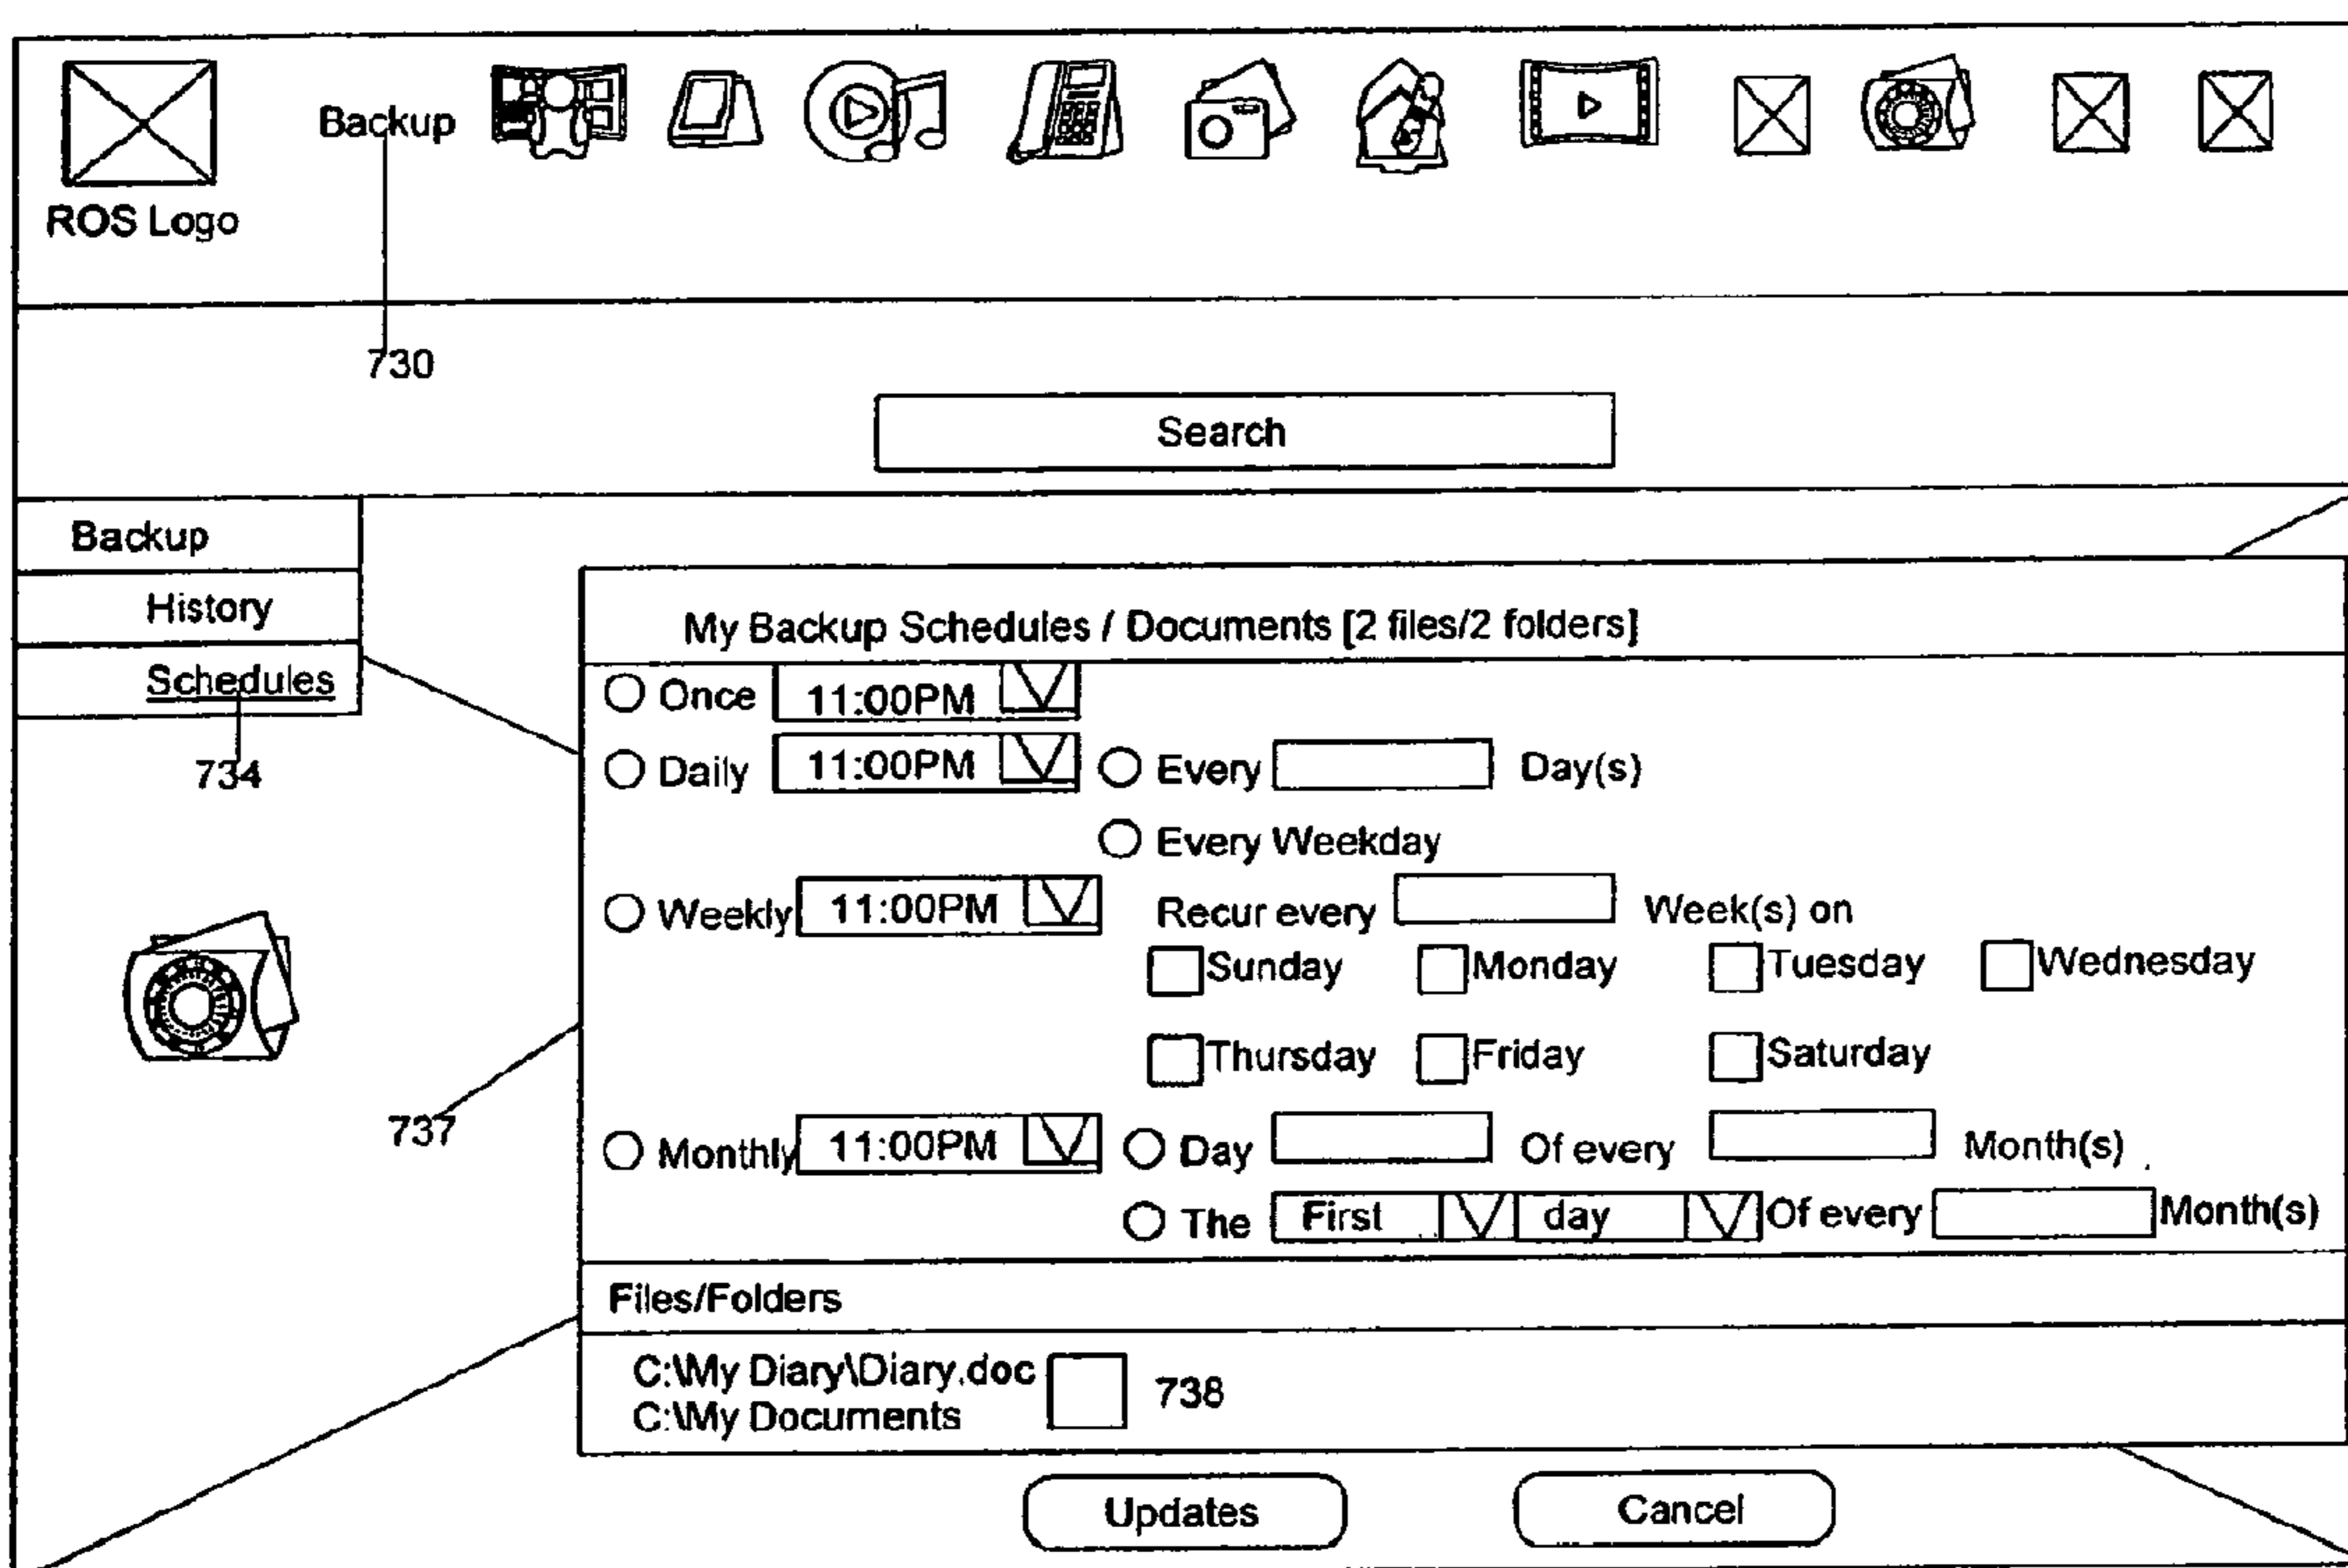 Backup
ROS Logo
730
Search
Backup
History
Schedules
734
737
My Backup Schedules / Documents [2 files/2 folders]
Once 11:00PM
Daily 11:00PM Every Day(s)
Every Weekday
Weekly 11:00PM Recur every Week(s) on
Sunday Monday Tuesday Wednesday
Thursday Friday Saturday
Monthly 11:00PM Day Of every Month(s)
The First day Of every Month(s)
Files/Folders
C:\My Diary\Diary.doc
C:\My Documents
738
Updates Cancel